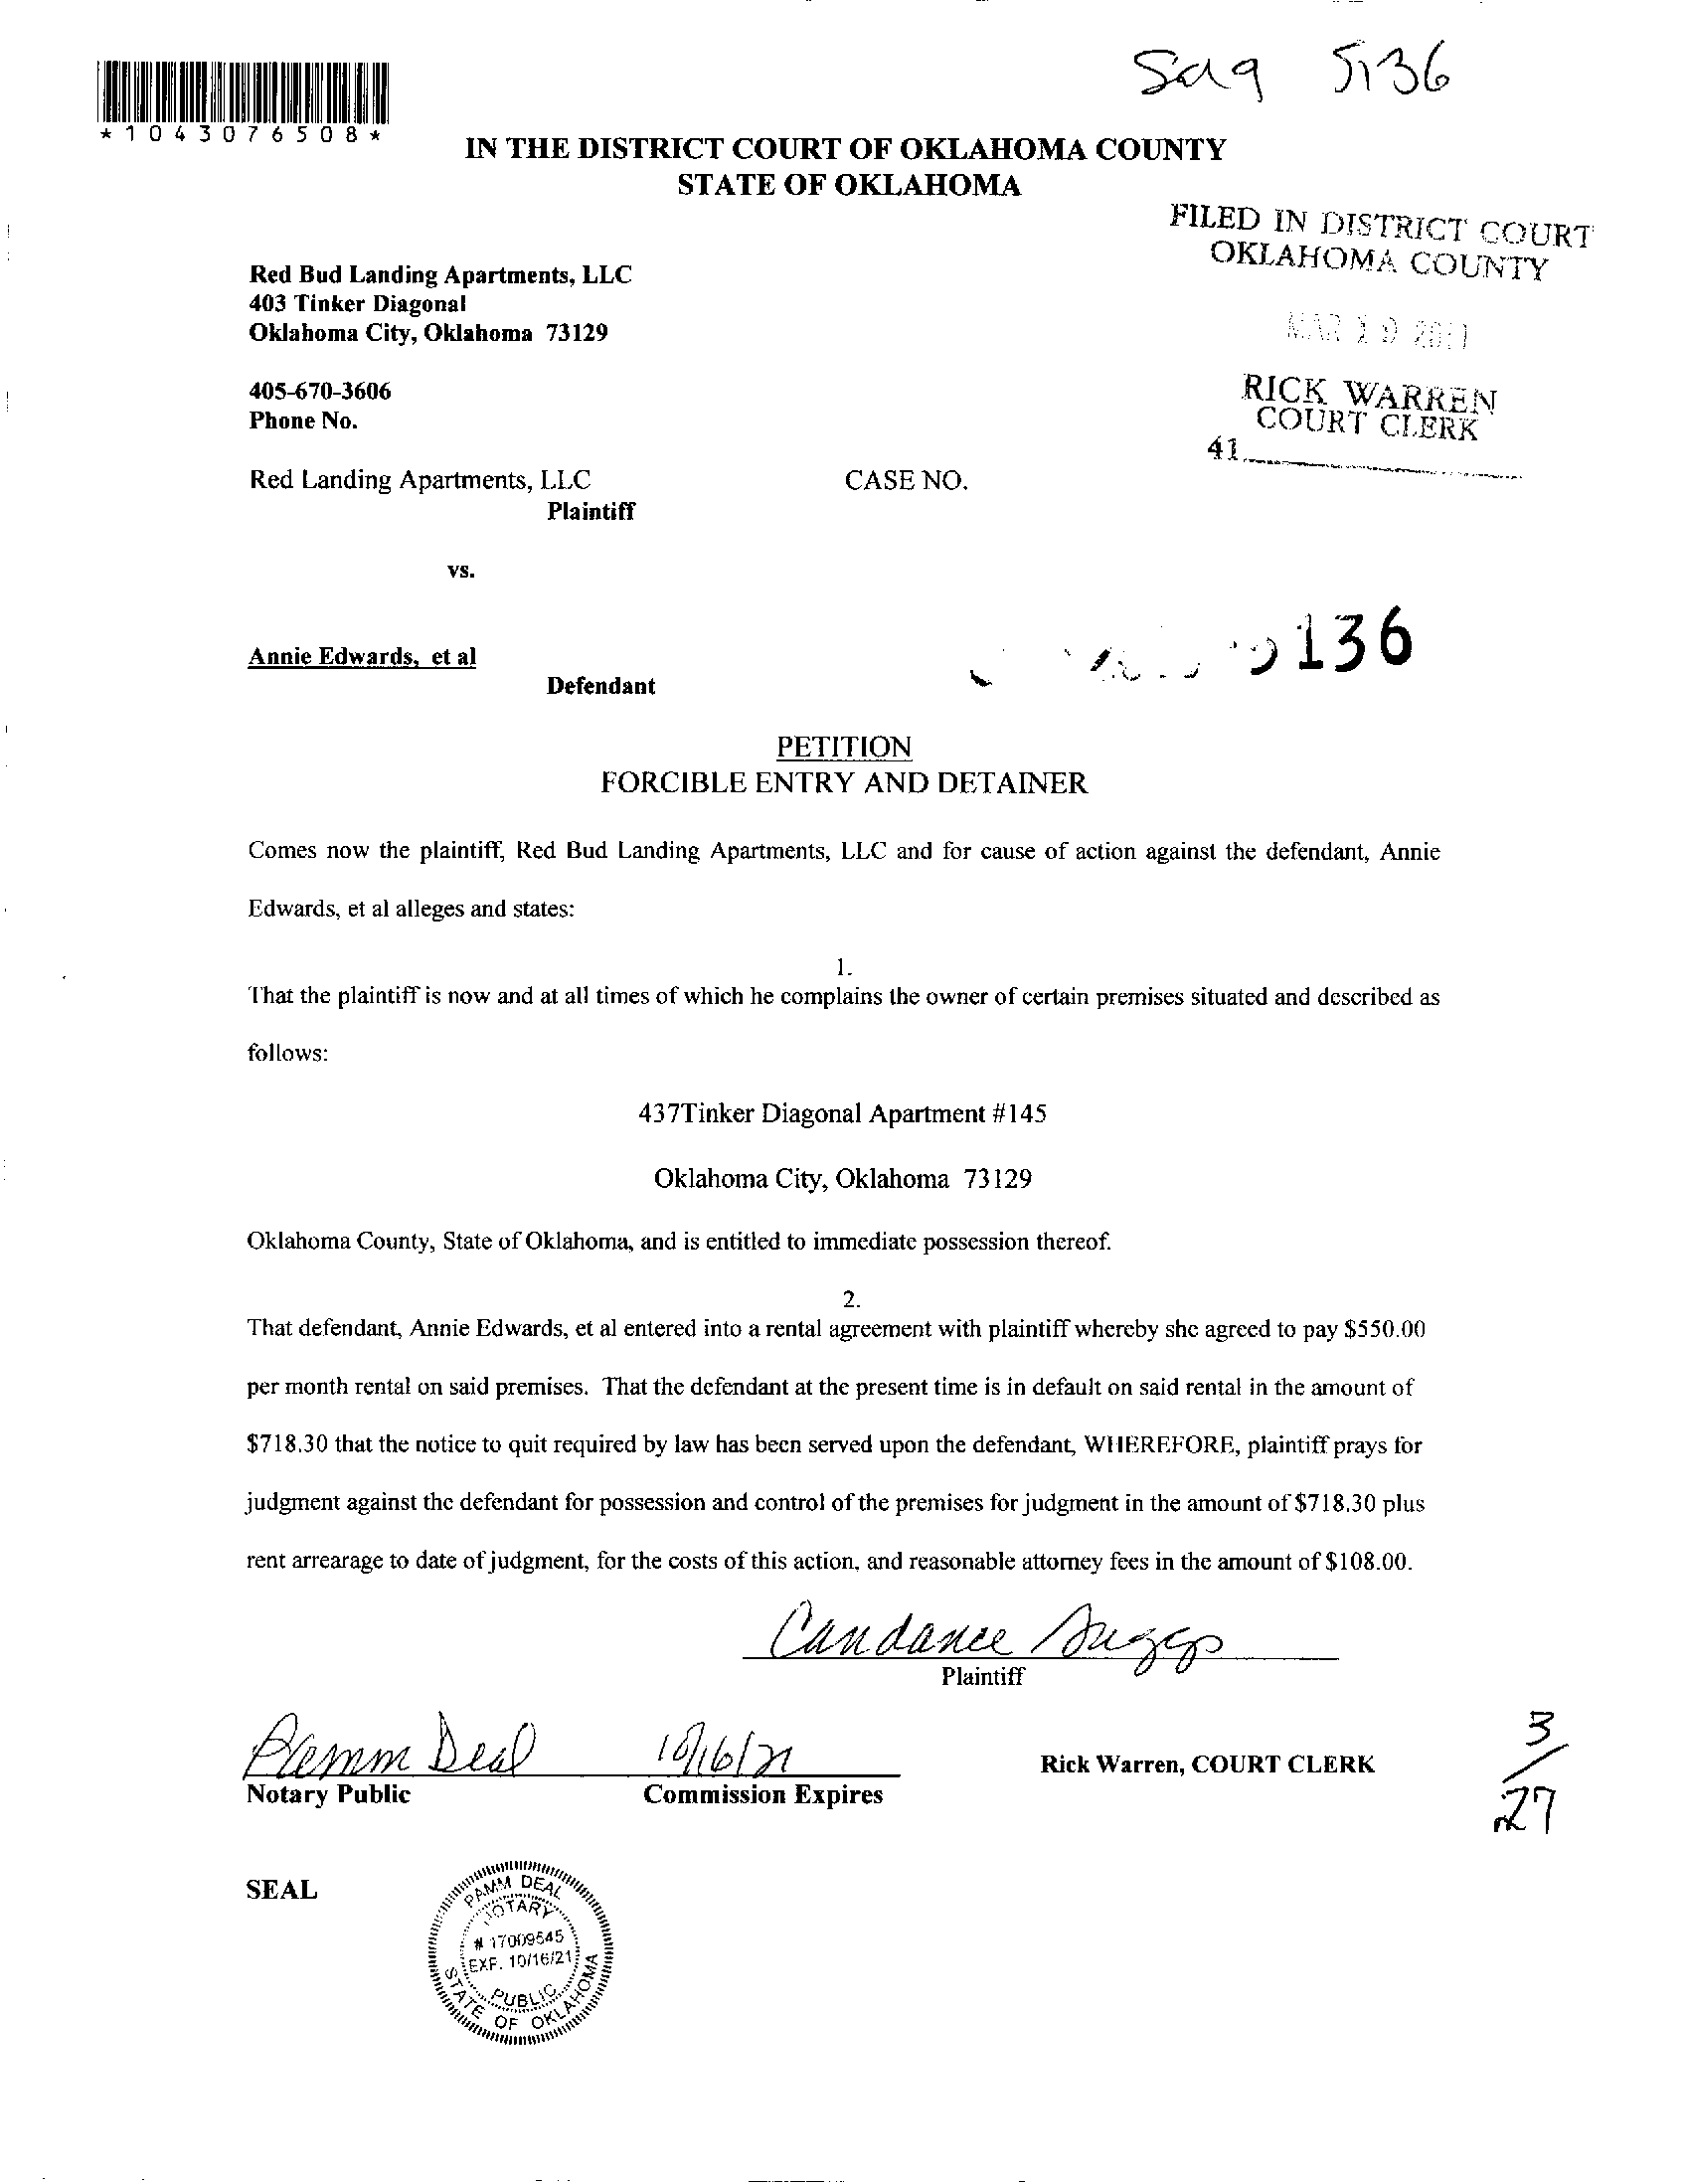 *1043076508*
5136
IN THE DISTRICT COURT OF OKLAHOMA COUNTY
STATE OF OKLAHOMA
FILED IN DISTRICT COURT
OKLAHOMA COUNTY
Red Bud Landing Apartments, LLC
403 Tinker Diagonal
Oklahoma City, Oklahoma 73129
MAR
405-670-3606
Phone No.
RICK WARREN
COURT CLERK
41
Red Landing Apartments, LLC CASE NO.
Plaintiff
vs.
136
Annie Edwards, et al
Defendant
PETITION
FORCIBLE ENTRY AND DETAINER
Comes now the plaintiff, Red Bud Landing Apartments, LLC and for cause of action against the defendant, Annie
Edwards, et al alleges and states:
1.
That the plaintiff is now and at all times of which he complains the owner of certain premises situated and described as
follows:
437Tinker Diagonal Apartment #145
Oklahoma City, Oklahoma 73129
Oklahoma County, State of Oklahoma, and is entitled to immediate possession thereof.
2.
That defendant, Annie Edwards, et al entered into a rental agreement with plaintiff whereby she agreed to pay $550.00
per month rental on said premises. That the defendant at the present time is in default on said rental in the amount of
$718.30 that the notice to quit required by law has been served upon the defendant, WHEREFORE, plaintiff prays for
judgment against the defendant for possession and control of the premises for judgment in the amount of $718.30 plus
rent arrearage to date of judgment, for the costs of this action, and reasonable attorney fees in the amount of $108.00.
Candance Suggs
Plaintiff
Pamm Deal 10/16/21
Notary Public Commission Expires
Rick Warren, COURT CLERK
3/27
SEAL
PAMM DEAL
NOTARY
# 17009545
EXP. 10/16/21
PUBLIC
STATE OF OKLAHOMA